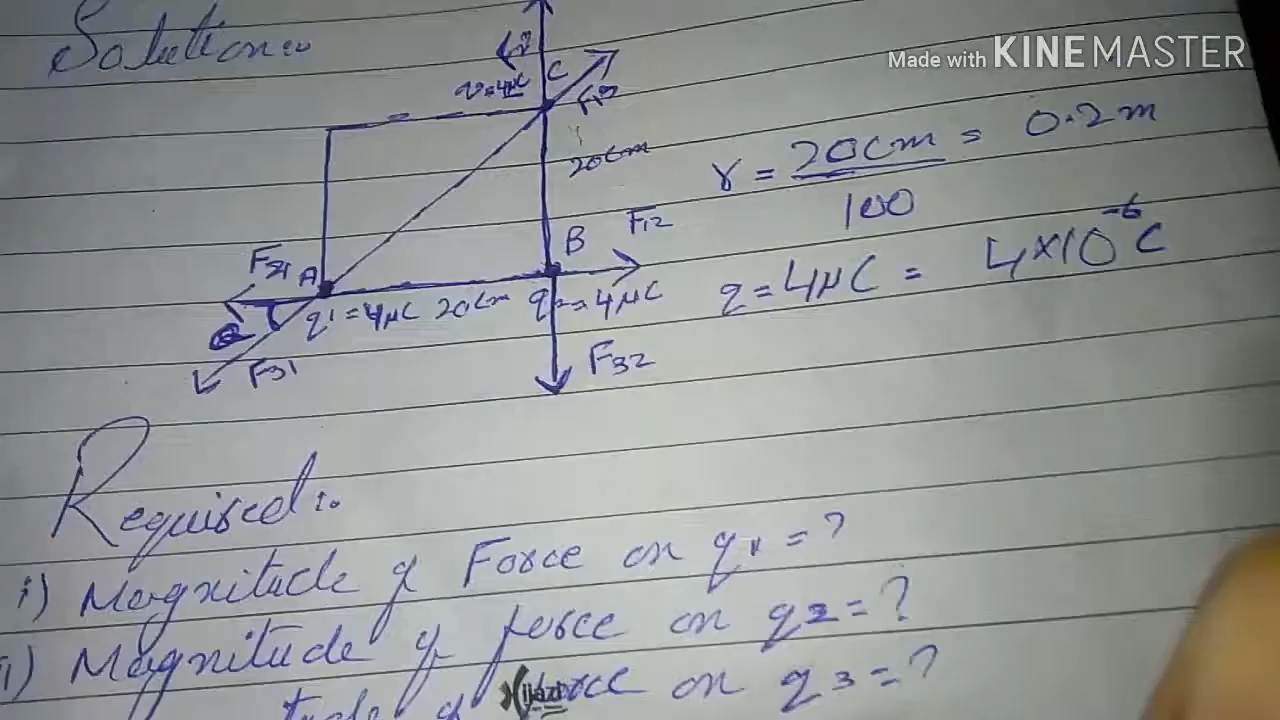 Solution:-
Made with KINEMASTER
q=4μC
C
20cm
r = 20cm = 0.2m
100
F12
B
F21
A
q1 = 4μC 20cm q2 = 4μC
q = 4μC = 4×10-6 C
θ
F31
F32
Required:-
i) Magnitude of Force on q1 = ?
ii) Magnitude of force on q2 = ?
of force on q3 = ?
ijazi